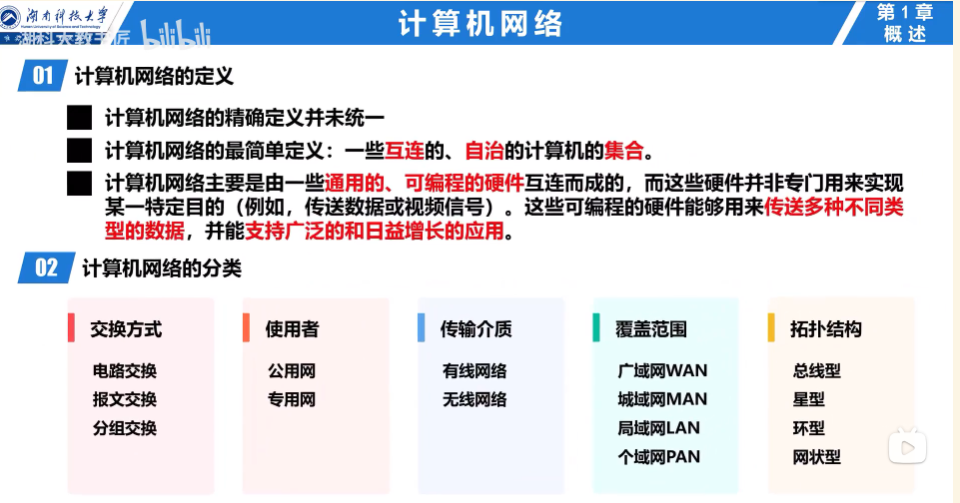 湖南科技大学
Hunan University of Science and Technology
计算机网络
第1章
概述
湖科大教书匠
bilibili
01 计算机网络的定义
计算机网络的精确定义并未统一
计算机网络的最简单定义：一些互连的、自治的计算机的集合。
计算机网络主要是由一些通用的、可编程的硬件互连而成的，而这些硬件并非专门用来实现
某一特定目的（例如，传送数据或视频信号）。这些可编程的硬件能够用来传送多种不同类
型的数据，并能支持广泛的和日益增长的应用。
02 计算机网络的分类
交换方式
电路交换
报文交换
分组交换
使用者
公用网
专用网
传输介质
有线网络
无线网络
覆盖范围
广域网WAN
城域网MAN
局域网LAN
个域网PAN
拓扑结构
总线型
星型
环型
网状型